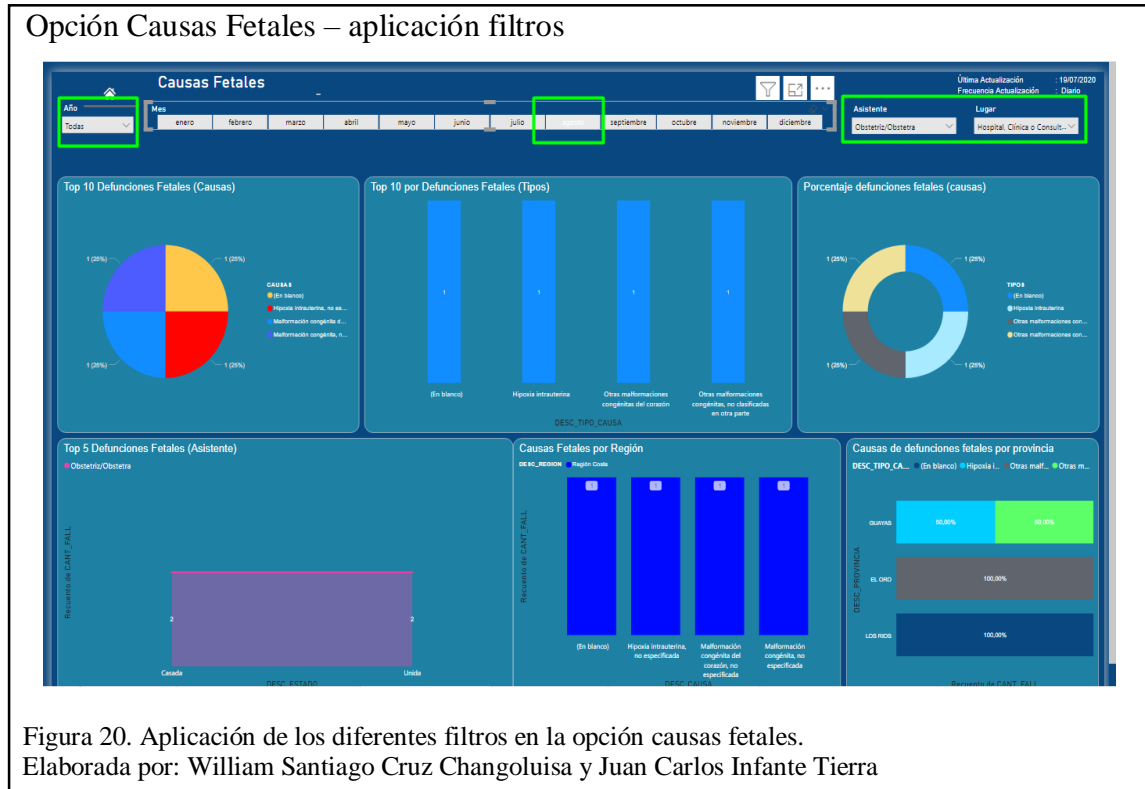 Opción Causas Fetales – aplicación filtros
Causas Fetales
Última Actualización : 19/07/2020
Frecuencia Actualización : Diario
Año
Todas
Mes
enero febrero marzo abril mayo junio julio agosto septiembre octubre noviembre diciembre
Asistente
Obstetriz/Obstetra
Lugar
Hospital, Clínica o Consult...
Top 10 Defunciones Fetales (Causas)
1 (25%)
1 (25%)
1 (25%)
1 (25%)
CAUSAS
(En blanco)
Hipoxia intrauterina, no es...
Malformación congénita d...
Malformación congénita, n...
Top 10 por Defunciones Fetales (Tipos)
1 1 1 1
(En blanco)
Hipoxia intrauterina
Otras malformaciones
congénitas del corazón
Otras malformaciones
congénitas, no clasificadas
en otra parte
DESC_TIPO_CAUSA
Porcentaje defunciones fetales (causas)
1 (25%)
1 (25%)
1 (25%)
1 (25%)
TIPOS
(En blanco)
Hipoxia intrauterina
Otras malformaciones con...
Otras malformaciones con...
Top 5 Defunciones Fetales (Asistente)
Obstetriz/Obstetra
Recuento de CANT_FALL
2 2
Casada Unida
DESC_ESTADO
Causas Fetales por Región
DESC_REGION Región Costa
Recuento de CANT_FALL
1 1 1 1
(En blanco)
Hipoxia intrauterina,
no especificada
Malformación
congénita del
corazón, no
especificada
Malformación
congénita, no
especificada
DESC_CAUSA
Causas de defunciones fetales por provincia
DESC_TIPO_CA... (En blanco) Hipoxia i... Otras malf... Otras m...
DESC_PROVINCIA
GUAYAS 50,00% 50,00%
EL ORO 100,00%
LOS RIOS 100,00%
Recuento de CANT_FALL
Figura 20. Aplicación de los diferentes filtros en la opción causas fetales.
Elaborada por: William Santiago Cruz Changoluisa y Juan Carlos Infante Tierra